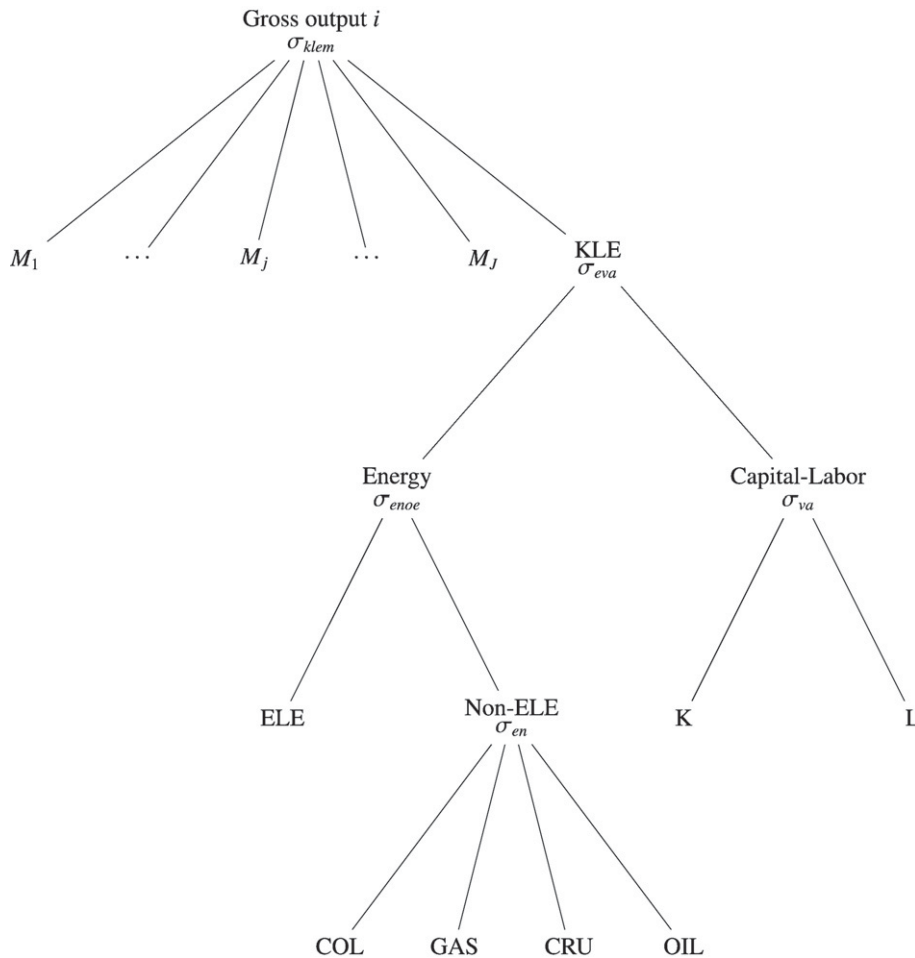 Gross output i
σklem
M1 ··· Mj ··· MJ KLE
σeva
Energy Capital-Labor
σenoe σva
ELE Non-ELE K L
σen
COL GAS CRU OIL